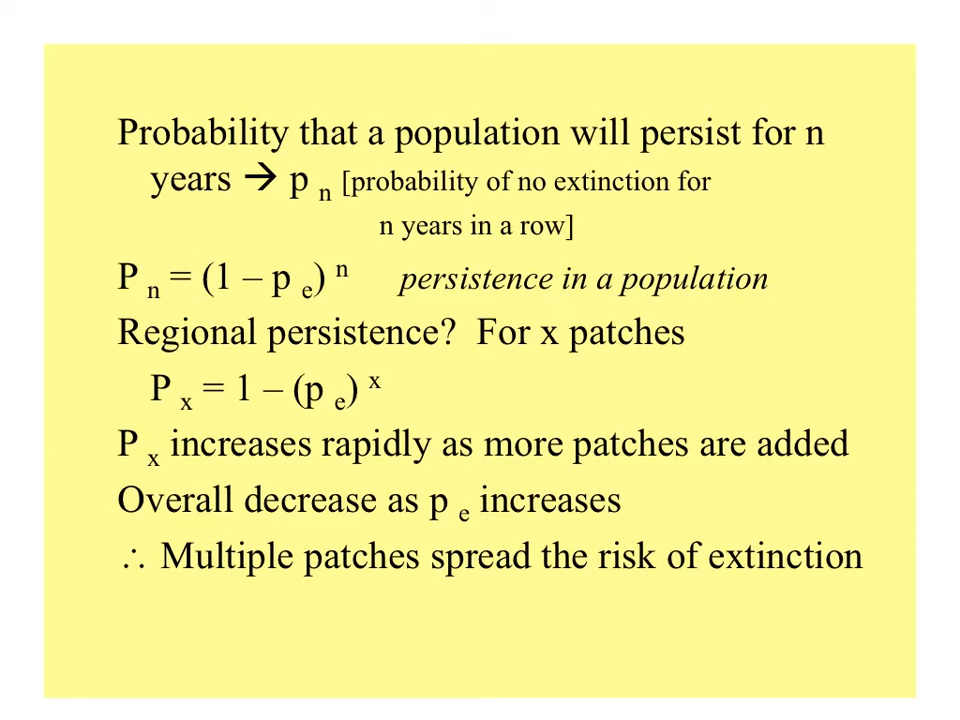 Probability that a population will persist for n
years → p n [probability of no extinction for
n years in a row]
P n = (1 – p e) n persistence in a population
Regional persistence? For x patches
P x = 1 – (p e) x
P x increases rapidly as more patches are added
Overall decrease as p e increases
∴ Multiple patches spread the risk of extinction